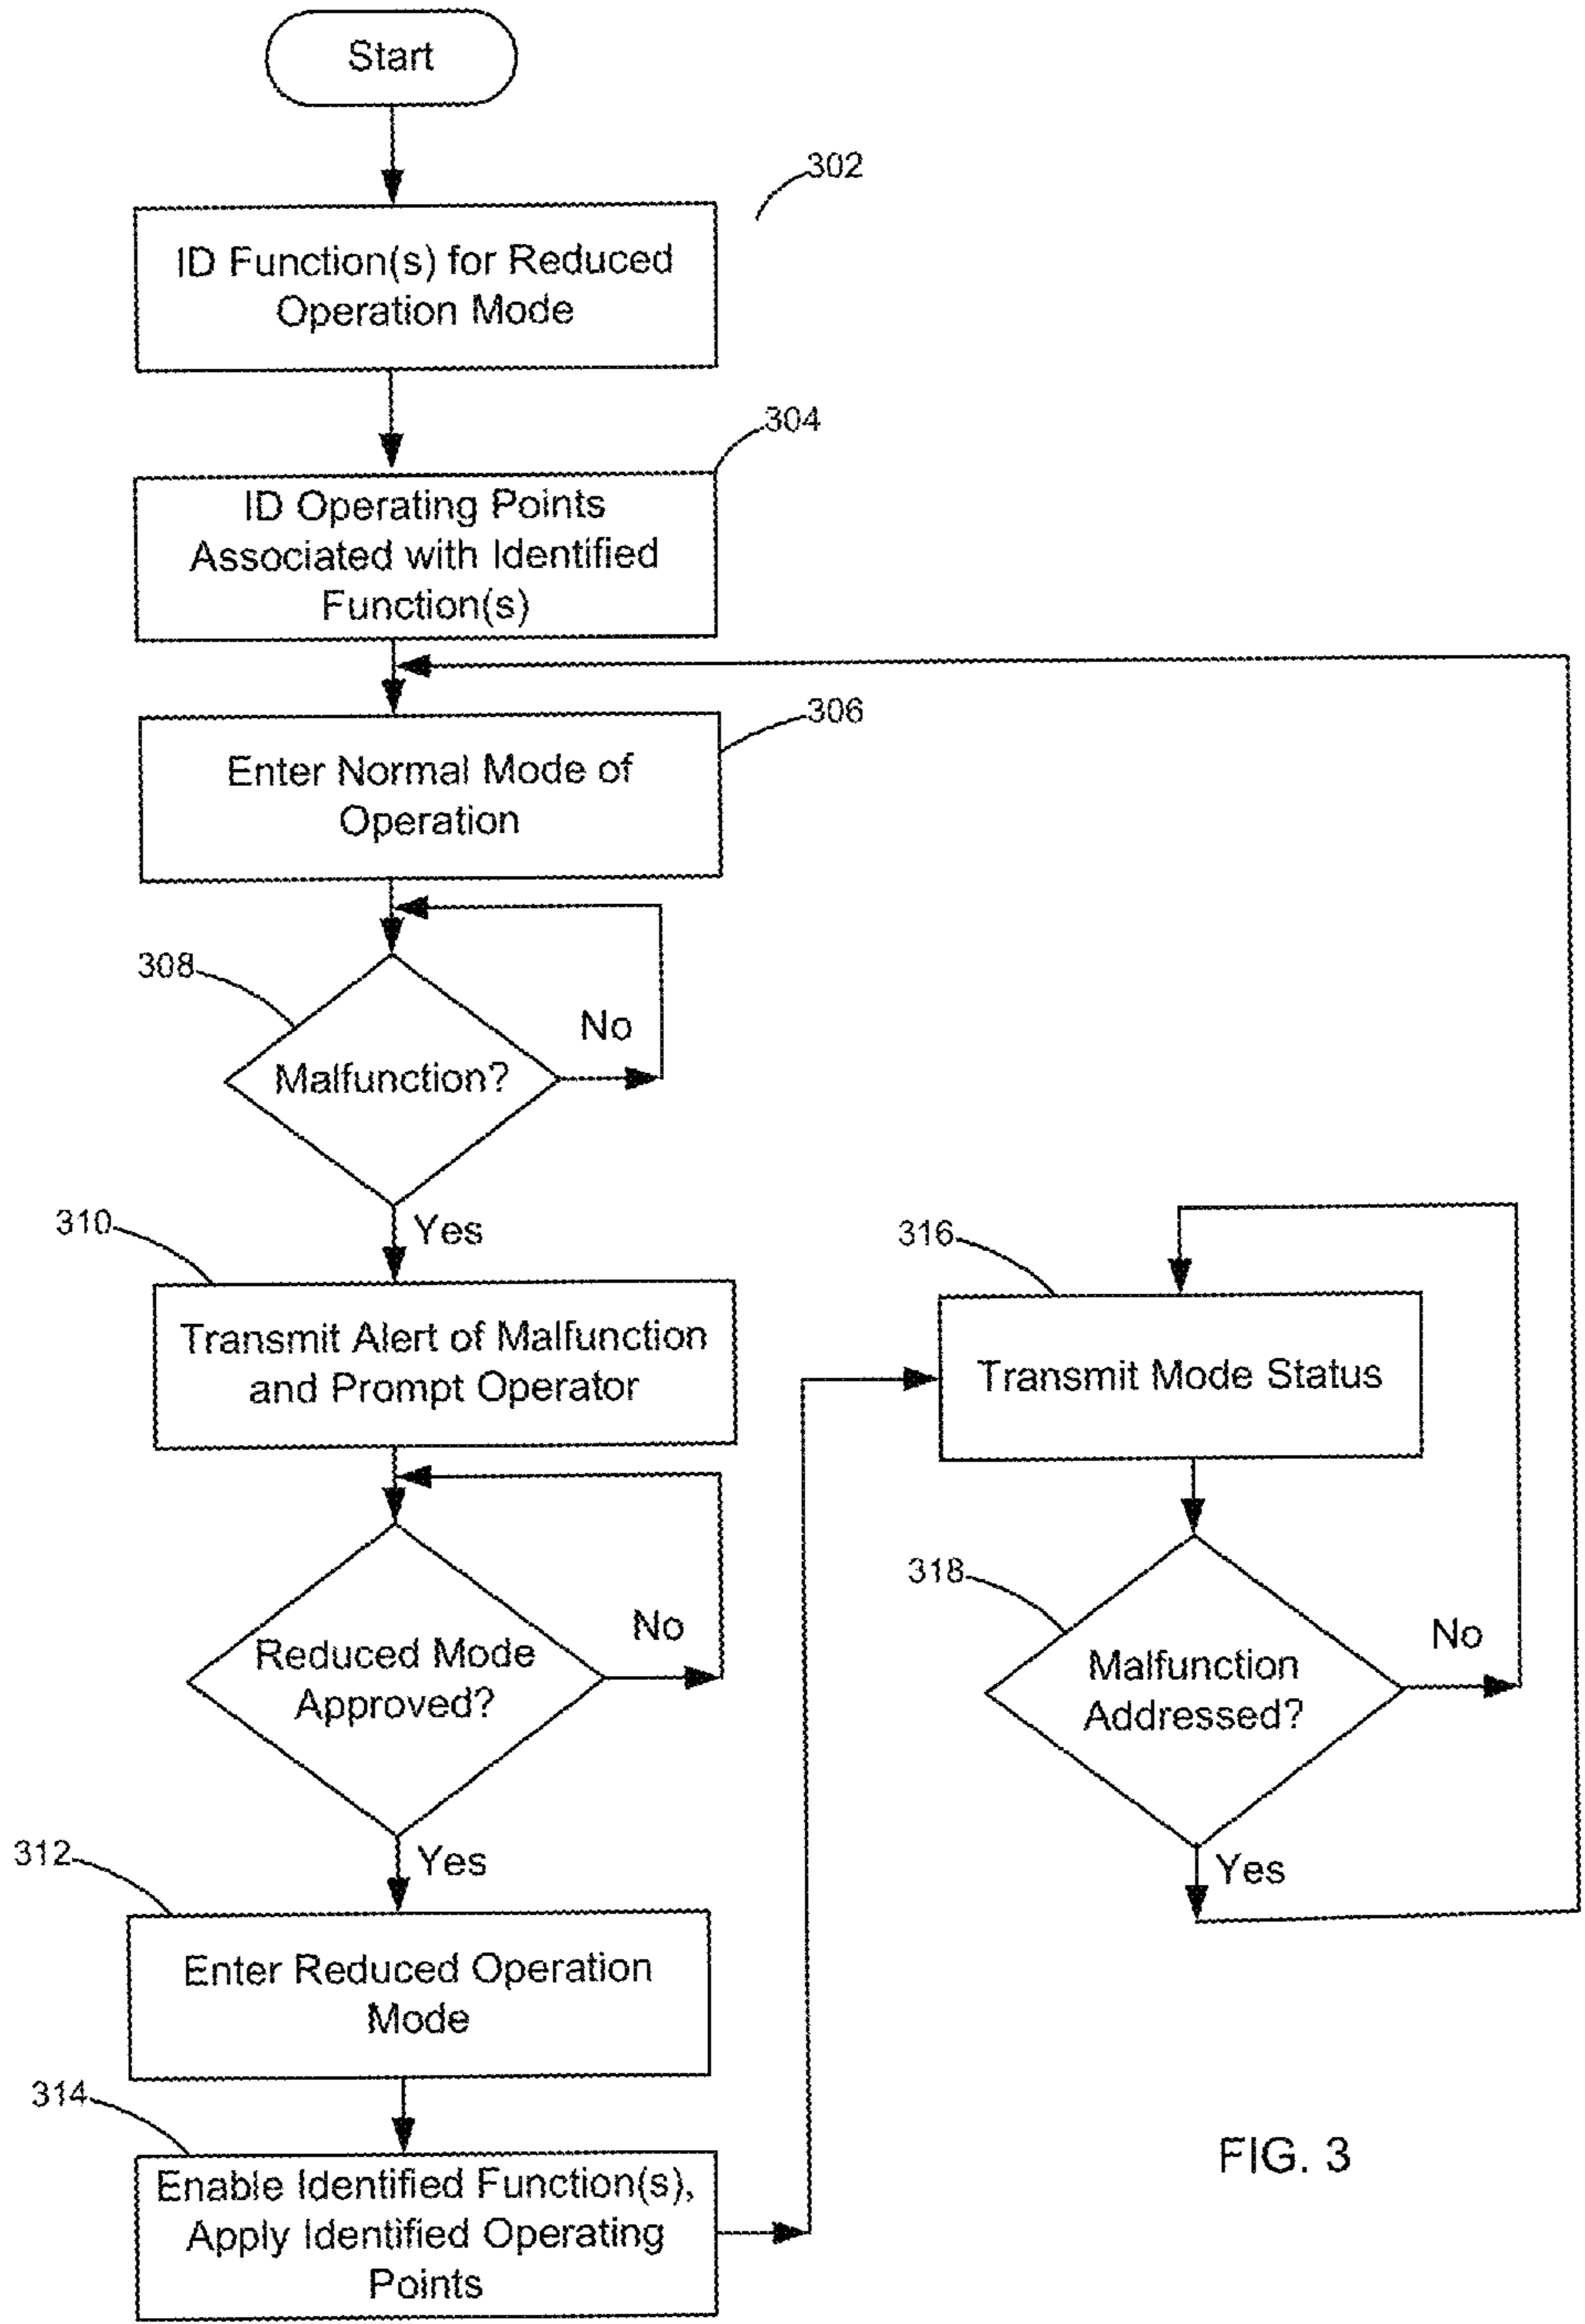 Start
302
ID Function(s) for Reduced
Operation Mode
304
ID Operating Points
Associated with Identified
Function(s)
306
Enter Normal Mode of
Operation
308
Malfunction?
No
Yes
310
Transmit Alert of Malfunction
and Prompt Operator
Reduced Mode
Approved?
No
Yes
312
Enter Reduced Operation
Mode
314
Enable Identified Function(s),
Apply Identified Operating
Points
316
Transmit Mode Status
318
Malfunction
Addressed?
No
Yes
FIG. 3